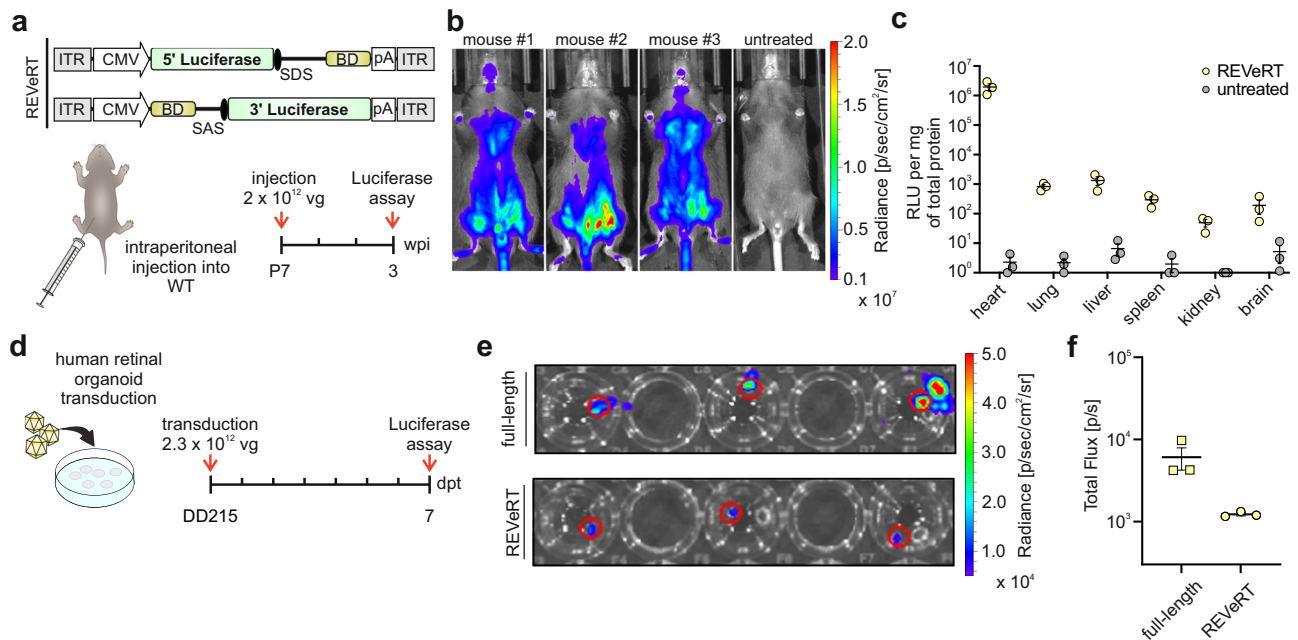 a
REVeRT
ITR CMV 5' Luciferase BD pA ITR
SDS
ITR CMV BD 3' Luciferase pA ITR
SAS
intraperitoneal
injection into
WT
injection
2 x 10¹² vg
Luciferase
assay
wpi
P7 3
b
mouse #1 mouse #2 mouse #3 untreated
2.0
1.5
1.0
0.5
0.1
x 10⁷
Radiance [p/sec/cm²/sr]
c
REVeRT
untreated
RLU per mg
of total protein
10⁷
10⁶
10⁵
10⁴
10³
10²
10¹
10⁰
heart lung liver spleen kidney brain
d
human retinal
organoid
transduction
transduction
2.3 x 10¹² vg
Luciferase
assay
dpt
DD215 7
e
full-length
REVeRT
5.0
4.0
3.0
2.0
1.0
x 10⁴
Radiance [p/sec/cm²/sr]
f
Total Flux [p/s]
10⁵
10⁴
10³
full-length REVeRT